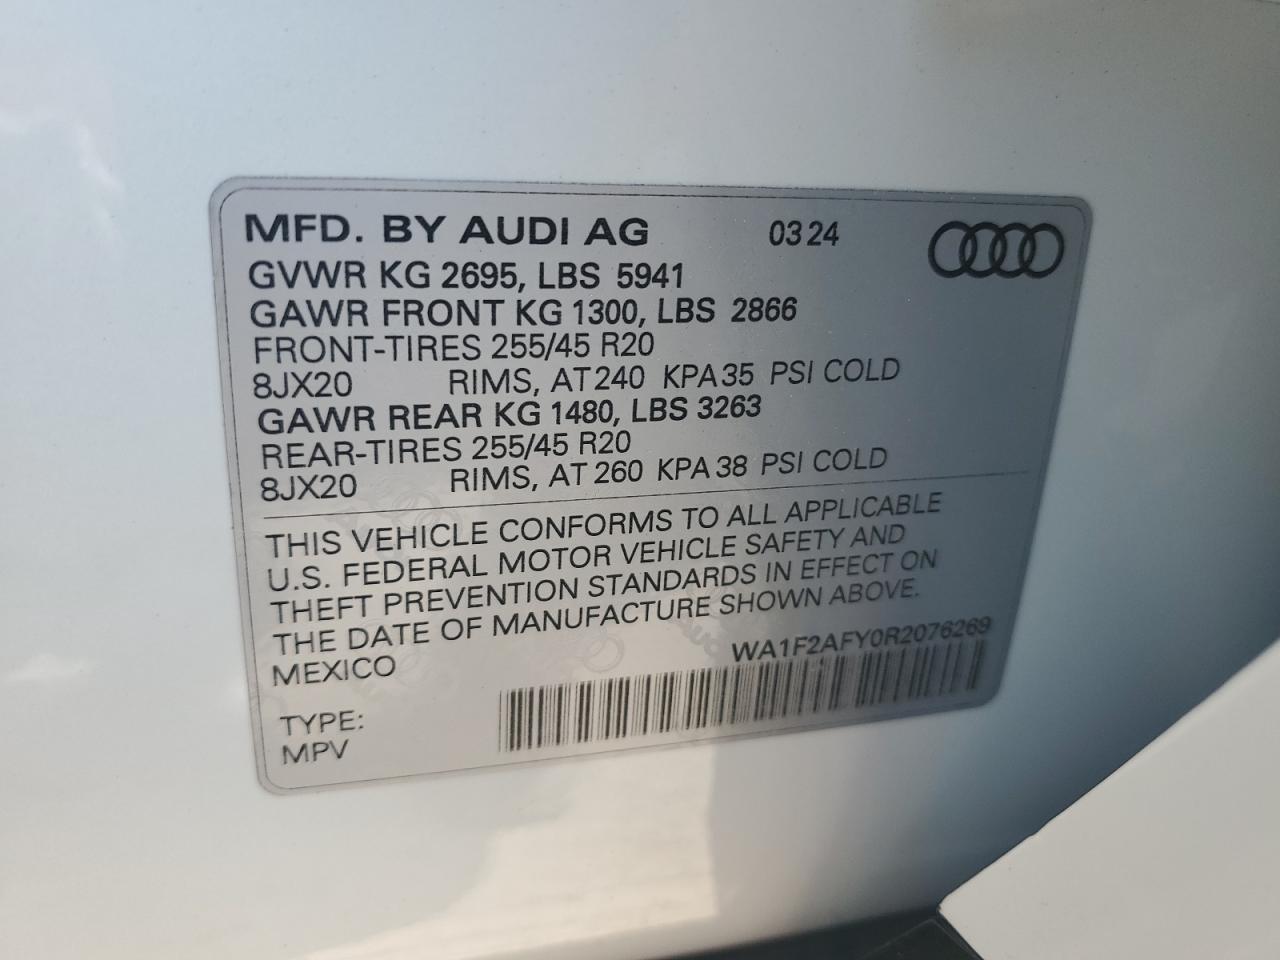 MFD. BY AUDI AG 03 24
GVWR KG 2695, LBS 5941
GAWR FRONT KG 1300, LBS 2866
FRONT-TIRES 255/45 R20
8JX20 RIMS, AT 240 KPA 35 PSI COLD
GAWR REAR KG 1480, LBS 3263
REAR-TIRES 255/45 R20
8JX20 RIMS, AT 260 KPA 38 PSI COLD
THIS VEHICLE CONFORMS TO ALL APPLICABLE
U.S. FEDERAL MOTOR VEHICLE SAFETY AND
THEFT PREVENTION STANDARDS IN EFFECT ON
THE DATE OF MANUFACTURE SHOWN ABOVE.
MEXICO WA1F2AFY0R2076269
TYPE:
MPV